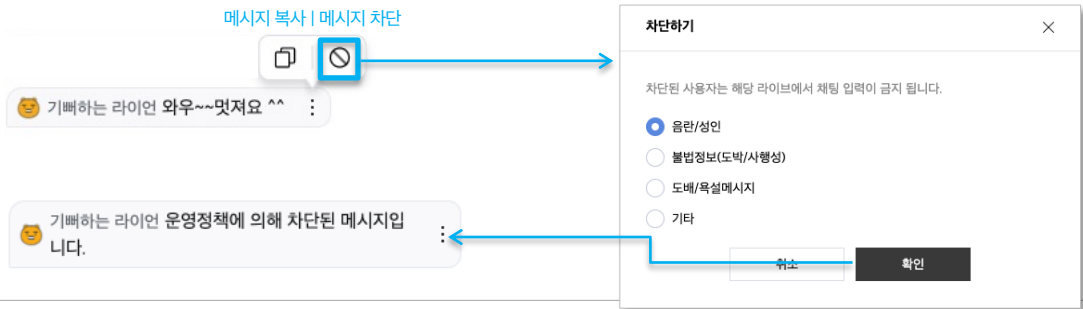 메시지 복사 | 메시지 차단
기뻐하는 라이언 와우~~멋져요 ^^
기뻐하는 라이언 운영정책에 의해 차단된 메시지입
니다.
차단하기
차단된 사용자는 해당 라이브에서 채팅 입력이 금지 됩니다.
음란/성인
불법정보(도박/사행성)
도배/욕설메시지
기타
취소
확인